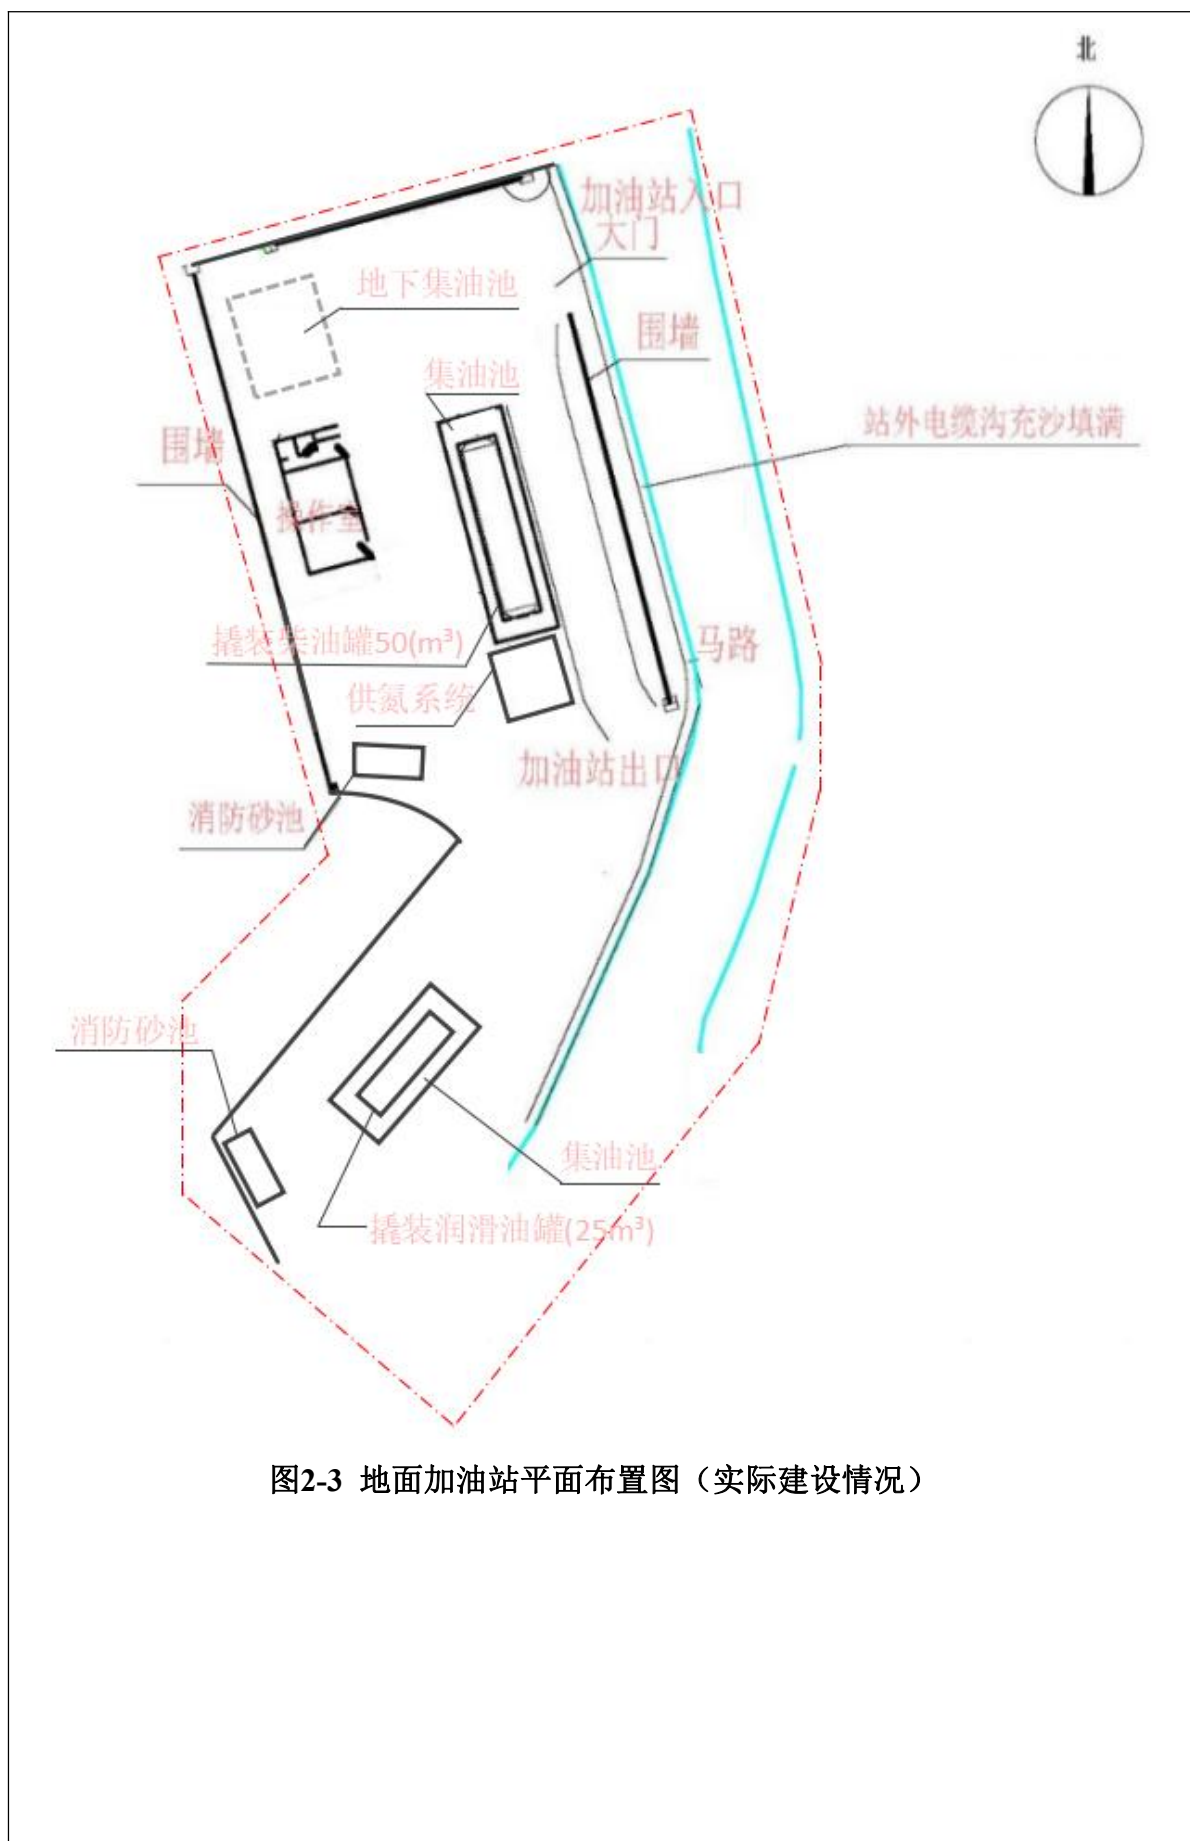 北
加油站入口
大门
地下集油池
围墙
集油池
站外电缆沟充沙填满
围墙
操作室
撬装柴油罐50(m³)
马路
供氮系统
加油站出口
消防砂池
消防砂池
集油池
撬装润滑油罐(25m³)
图2-3 地面加油站平面布置图（实际建设情况）